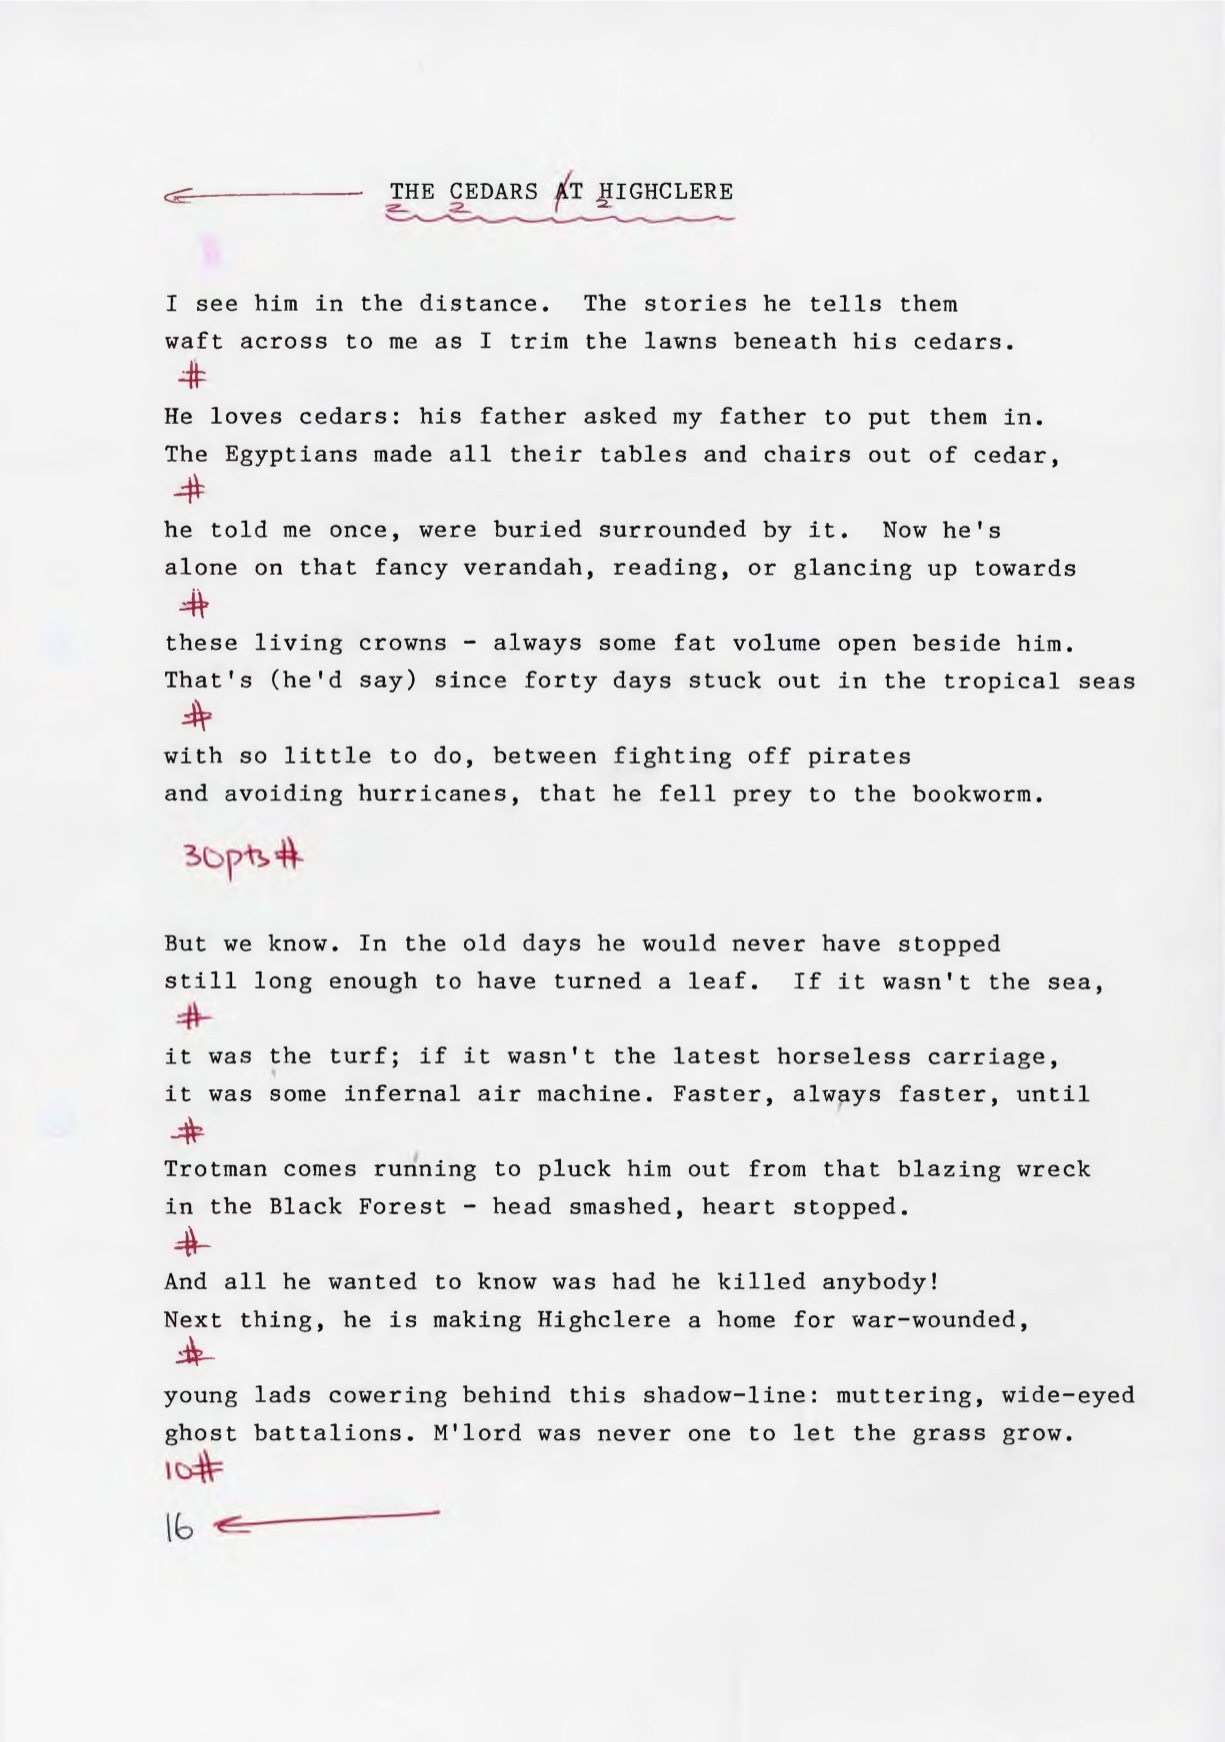 THE CEDARS AT HIGHCLERE
I see him in the distance.  The stories he tells them
waft across to me as I trim the lawns beneath his cedars.
#
He loves cedars: his father asked my father to put them in.
The Egyptians made all their tables and chairs out of cedar,
#
he told me once, were buried surrounded by it.  Now he's
alone on that fancy verandah, reading, or glancing up towards
#
these living crowns - always some fat volume open beside him.
That's (he'd say) since forty days stuck out in the tropical seas
#
with so little to do, between fighting off pirates
and avoiding hurricanes, that he fell prey to the bookworm.
30pts #
But we know. In the old days he would never have stopped
still long enough to have turned a leaf.  If it wasn't the sea,
#
it was the turf; if it wasn't the latest horseless carriage,
it was some infernal air machine. Faster, always faster, until
#
Trotman comes running to pluck him out from that blazing wreck
in the Black Forest - head smashed, heart stopped.
#
And all he wanted to know was had he killed anybody!
Next thing, he is making Highclere a home for war-wounded,
#
young lads cowering behind this shadow-line: muttering, wide-eyed
ghost battalions. M'lord was never one to let the grass grow.
10#
16